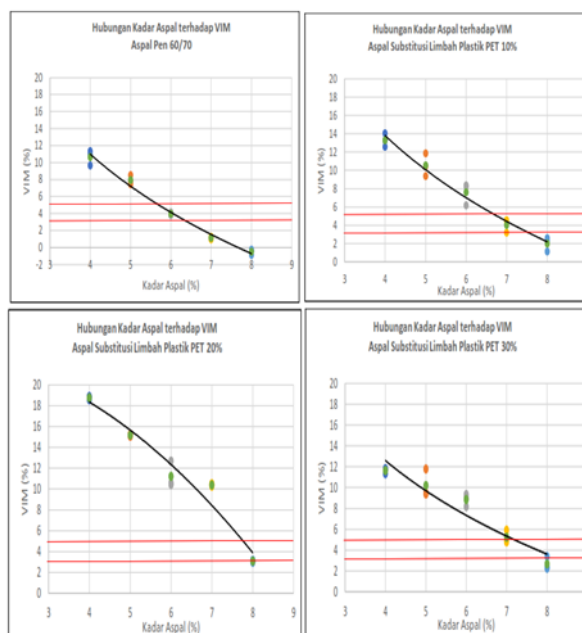 Hubungan Kadar Aspal terhadap VIM
Aspal Pen 60/70
20
18
16
14
12
10
8
6
4
2
0
-2
3 4 5 6 7 8 9
VIM (%)
Kadar Aspal (%)
Hubungan Kadar Aspal terhadap VIM
Aspal Substitusi Limbah Plastik PET 10%
20
18
16
14
12
10
8
6
4
2
0
3 4 5 6 7 8
VIM (%)
Kadar Aspal (%)
Hubungan Kadar Aspal terhadap VIM
Aspal Substitusi Limbah Plastik PET 20%
20
18
16
14
12
10
8
6
4
2
0
3 4 5 6 7 8 9
VIM (%)
Kadar Aspal (%)
Hubungan Kadar Aspal terhadap VIM
Aspal Substitusi Limbah Plastik PET 30%
20
18
16
14
12
10
8
6
4
2
0
3 4 5 6 7 8 9
VIM (%)
Kadar Aspal (%)